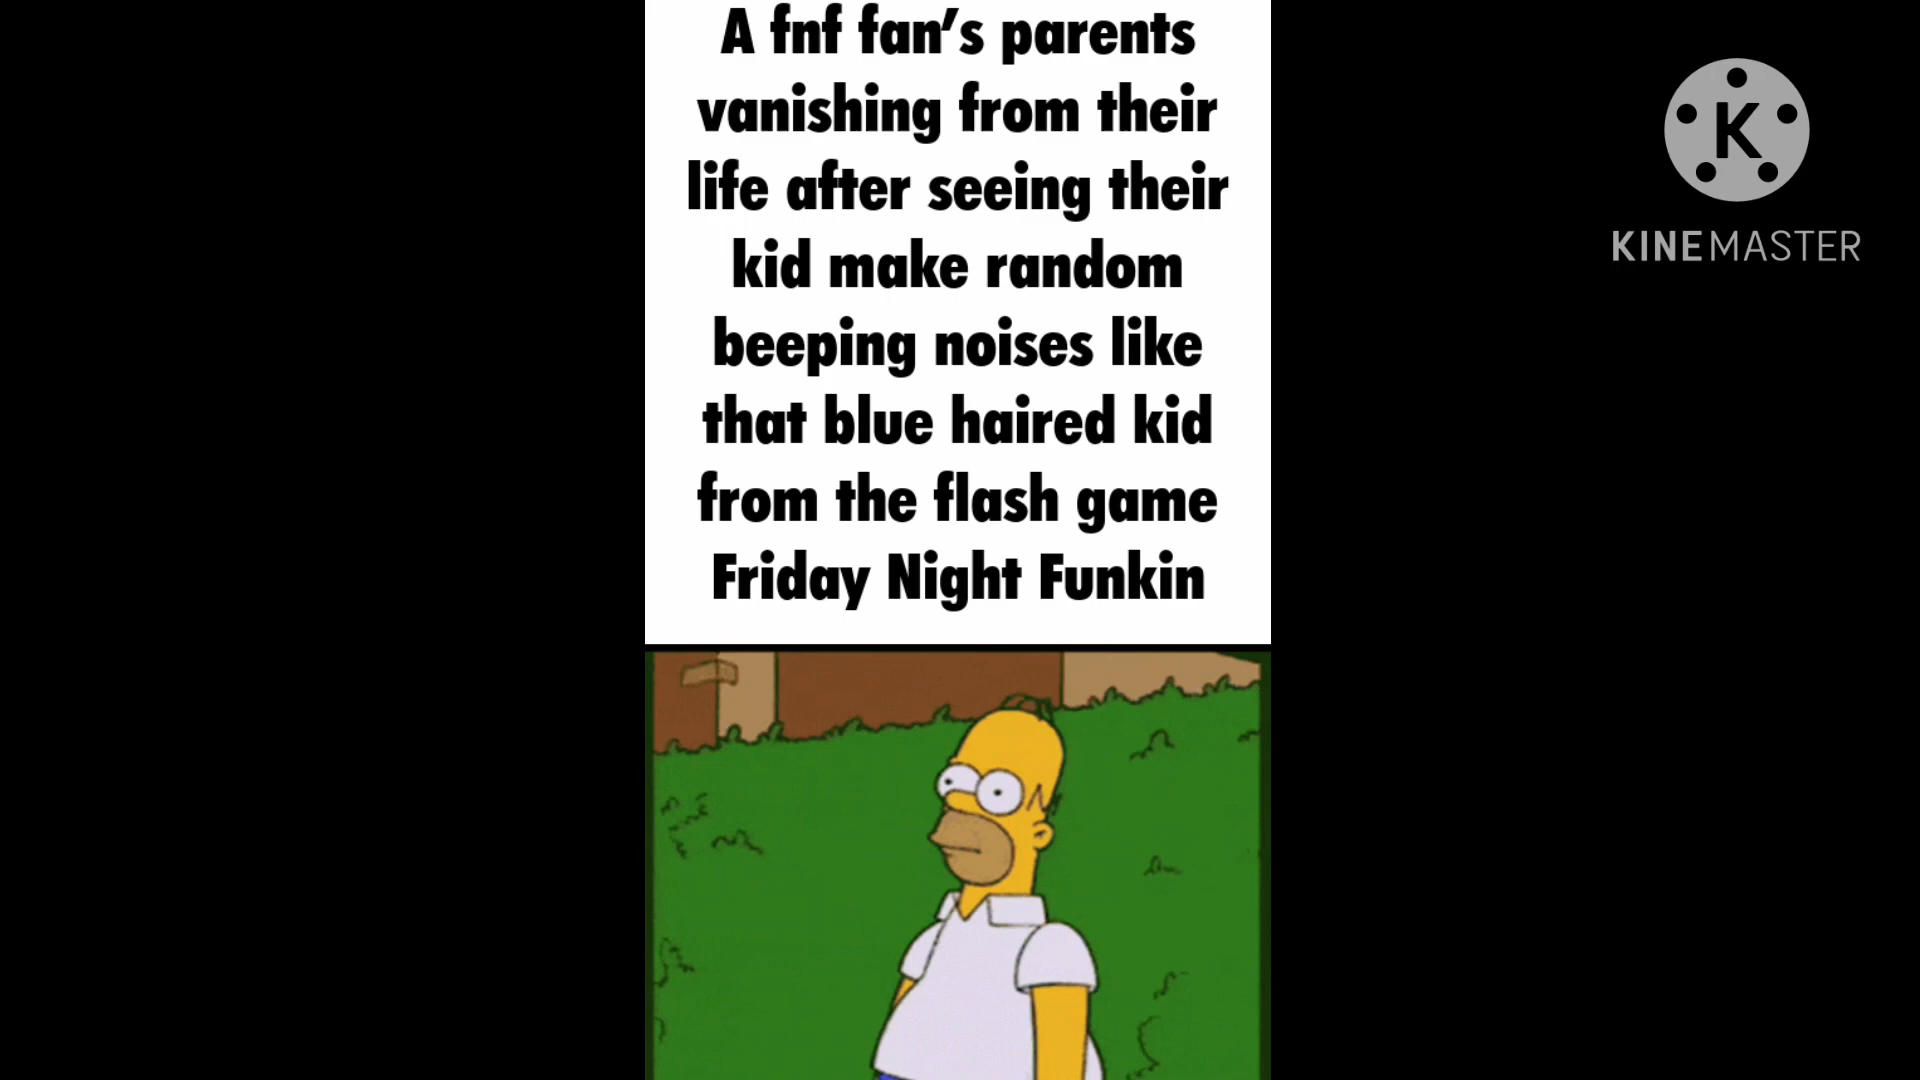 A fnf fan’s parents
vanishing from their
life after seeing their
kid make random
beeping noises like
that blue haired kid
from the flash game
Friday Night Funkin
K
KINEMASTER